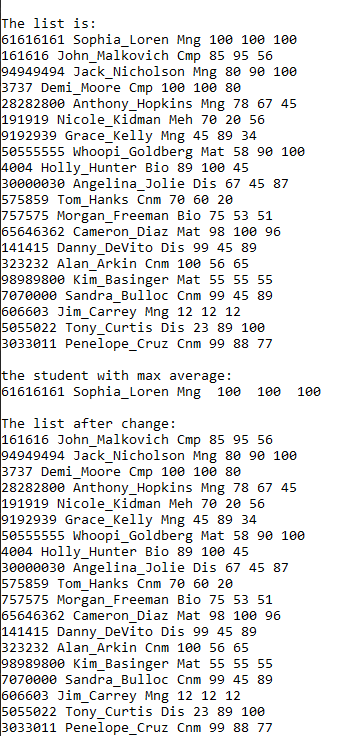 The list is:
61616161 Sophia_Loren Mng 100 100 100
161616 John_Malkovich Cmp 85 95 56
94949494 Jack_Nicholson Mng 80 90 100
3737 Demi_Moore Cmp 100 100 80
28282800 Anthony_Hopkins Mng 78 67 45
191919 Nicole_Kidman Meh 70 20 56
9192939 Grace_Kelly Mng 45 89 34
50555555 Whoopi_Goldberg Mat 58 90 100
4004 Holly_Hunter Bio 89 100 45
30000030 Angelina_Jolie Dis 67 45 87
575859 Tom_Hanks Cnm 70 60 20
757575 Morgan_Freeman Bio 75 53 51
65646362 Cameron_Diaz Mat 98 100 96
141415 Danny_DeVito Dis 99 45 89
323232 Alan_Arkin Cnm 100 56 65
98989800 Kim_Basinger Mat 55 55 55
7070000 Sandra_Bulloc Cnm 99 45 89
606603 Jim_Carrey Mng 12 12 12
5055022 Tony_Curtis Dis 23 89 100
3033011 Penelope_Cruz Cnm 99 88 77
the student with max average:
61616161 Sophia_Loren Mng  100  100  100
The list after change:
161616 John_Malkovich Cmp 85 95 56
94949494 Jack_Nicholson Mng 80 90 100
3737 Demi_Moore Cmp 100 100 80
28282800 Anthony_Hopkins Mng 78 67 45
191919 Nicole_Kidman Meh 70 20 56
9192939 Grace_Kelly Mng 45 89 34
50555555 Whoopi_Goldberg Mat 58 90 100
4004 Holly_Hunter Bio 89 100 45
30000030 Angelina_Jolie Dis 67 45 87
575859 Tom_Hanks Cnm 70 60 20
757575 Morgan_Freeman Bio 75 53 51
65646362 Cameron_Diaz Mat 98 100 96
141415 Danny_DeVito Dis 99 45 89
323232 Alan_Arkin Cnm 100 56 65
98989800 Kim_Basinger Mat 55 55 55
7070000 Sandra_Bulloc Cnm 99 45 89
606603 Jim_Carrey Mng 12 12 12
5055022 Tony_Curtis Dis 23 89 100
3033011 Penelope_Cruz Cnm 99 88 77